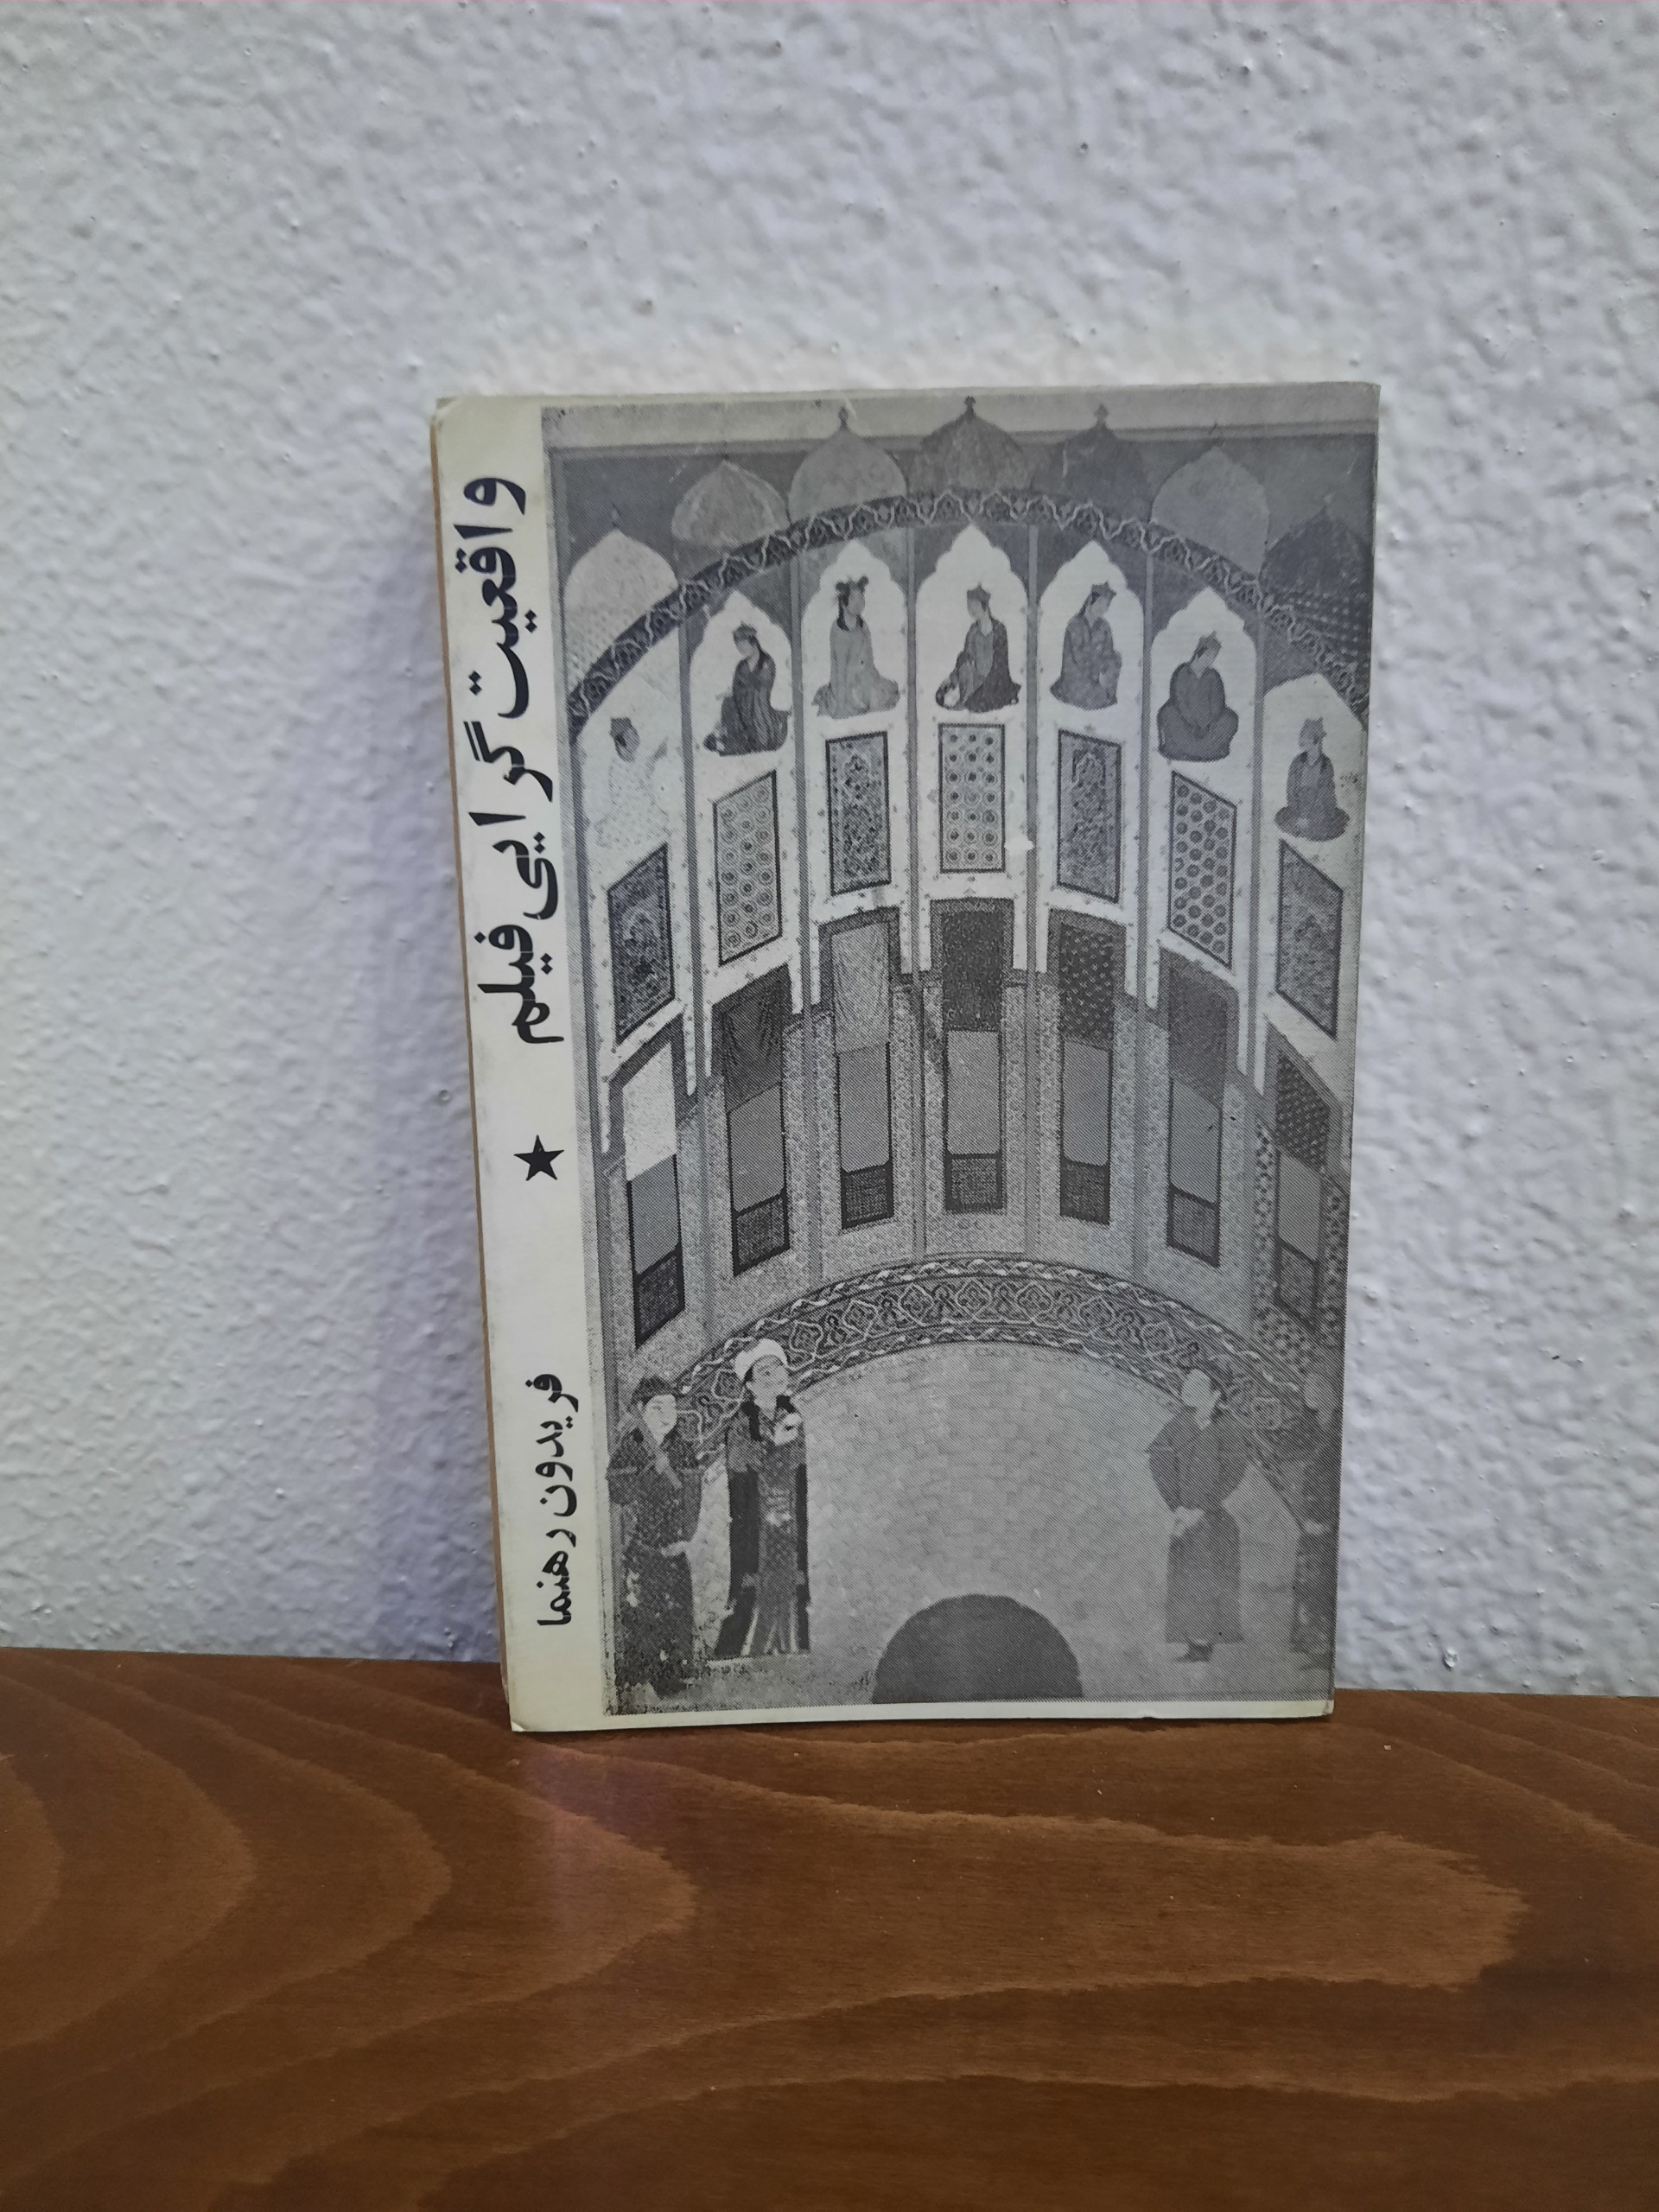 واقعیت گرایی فیلم ★ فریدون رهنما